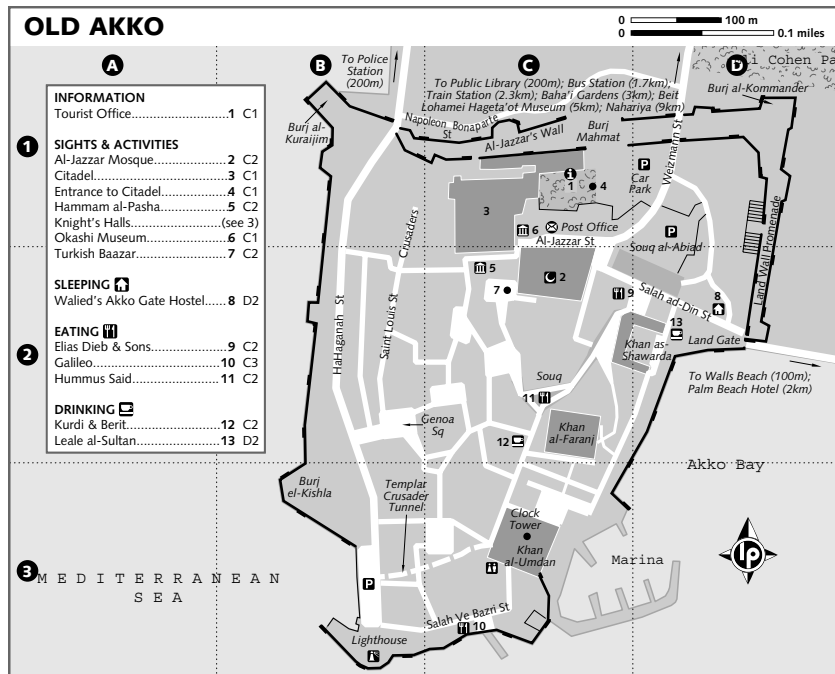 OLD AKKO
0 100 m
0 0.1 miles
A
B
C
D
1
2
3
INFORMATION
Tourist Office..................1 C1
SIGHTS & ACTIVITIES
Al-Jazzar Mosque................2 C2
Citadel.........................3 C1
Entrance to Citadel.............4 C1
Hammam al-Pasha.................5 C2
Knight's Halls..................(see 3)
Okashi Museum...................6 C1
Turkish Baazar..................7 C2
SLEEPING
Walied's Akko Gate Hostel......8 D2
EATING
Elias Dieb & Sons...............9 C2
Galileo.........................10 C3
Hummus Said.....................11 C2
DRINKING
Kurdi & Berit...................12 C2
Leale al-Sultan.................13 D2
To Police
Station
(200m)
To Public Library (200m); Bus Station (1.7km);
Train Station (2.3km); Baha'i Gardens (3km); Beit
Lohamei Hageta'ot Museum (5km); Nahariya (9km)
li Cohen Pa
Burj al-Kommander
Burj al-
Kuraijim
Napoleon Bonaparte
St
Al-Jazzar's Wall
Burj
Mahmat
Weizmann St
P
Car
Park
i
1
4
3
P
6
Post Office
Al-Jazzar St
Souq al-Abiad
Land Wall Promenade
Crusaders
HaHaganah St
Saint Louis St
5
2
7
9
Salah ad-Din St
8
13
Land Gate
Khan as-
Shawarda
To Walls Beach (100m);
Palm Beach Hotel (2km)
Souq
11
Genoa
Sq
12
Khan
al-Faranj
Akko Bay
Burj
el-Kishla
Templar
Crusader
Tunnel
Clock
Tower
Khan
al-Umdan
Marina
lp
MEDITERRANEAN
SEA
P
Salah Ve Bazri St
10
Lighthouse